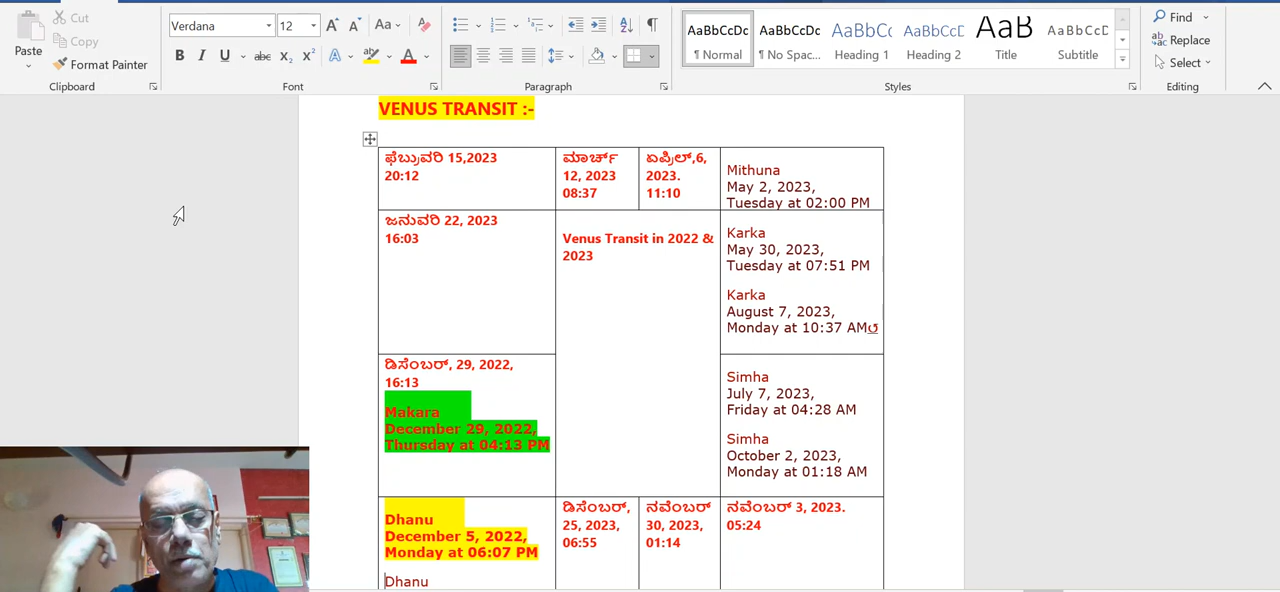 Cut
Copy
Paste
Format Painter
Clipboard
Verdana
12
Aa
B I U abc X₂ X² A A
Font
Paragraph
AaBbCcDc AaBbCcDc AaBbCc AaBbCcDc AaB AaBbCcD
¶ Normal ¶ No Spac... Heading 1 Heading 2 Title Subtitle
Styles
Find
Replace
Select
Editing
VENUS TRANSIT :-
ಫೆಬ್ರುವರಿ 15,2023
20:12
ಮಾರ್ಚ್
12, 2023
08:37
ಏಪ್ರಿಲ್,6,
2023.
11:10
Mithuna
May 2, 2023,
Tuesday at 02:00 PM
ಜನುವರಿ 22, 2023
16:03
Venus Transit in 2022 &
2023
Karka
May 30, 2023,
Tuesday at 07:51 PM
Karka
August 7, 2023,
Monday at 10:37 AM↺
ಡಿಸೆಂಬರ್, 29, 2022,
16:13
Makara
December 29, 2022,
Thursday at 04:13 PM
Simha
July 7, 2023,
Friday at 04:28 AM
Simha
October 2, 2023,
Monday at 01:18 AM
Dhanu
December 5, 2022,
Monday at 06:07 PM
Dhanu
ಡಿಸೆಂಬರ್,
25, 2023,
06:55
ನವೆಂಬರ್
30, 2023,
01:14
ನವೆಂಬರ್ 3, 2023.
05:24